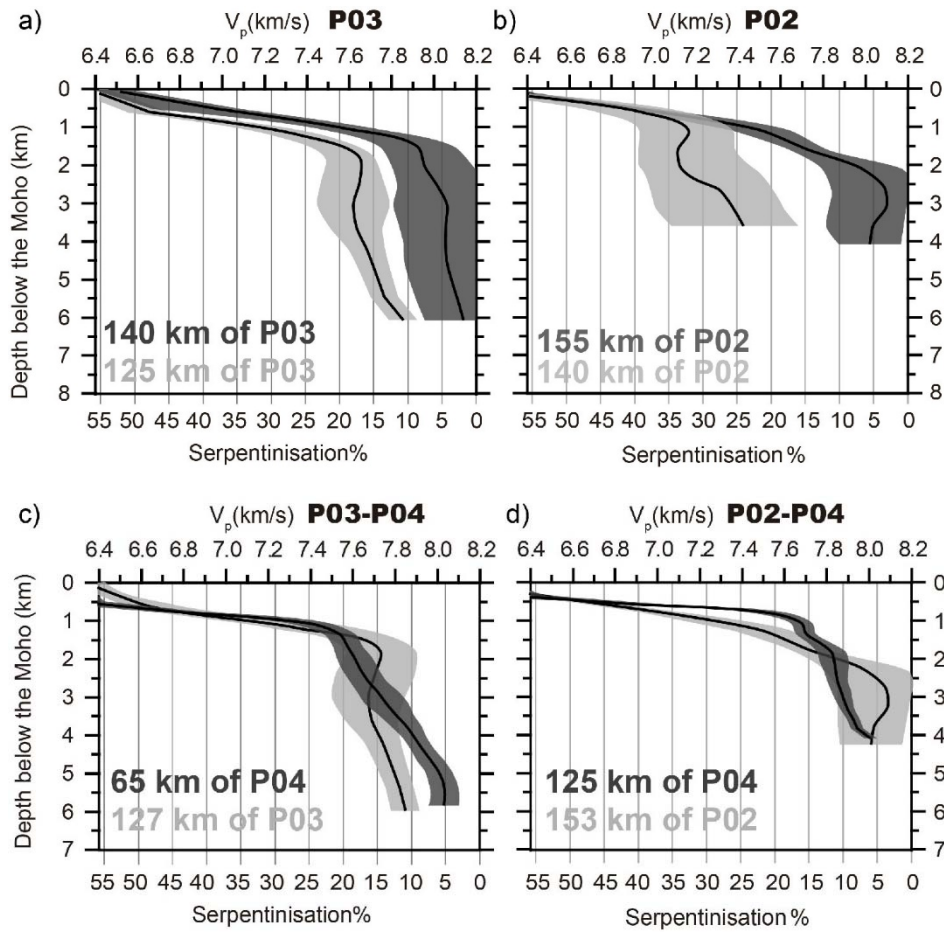 a) V_p(km/s) P03
6.4 6.6 6.8 7.0 7.2 7.4 7.6 7.8 8.0 8.2
0
1
2
3
4
5
6
7
8
Depth below the Moho (km)
140 km of P03
125 km of P03
55 50 45 40 35 30 25 20 15 10 5 0
Serpentinisation%
b) V_p(km/s) P02
6.4 6.6 6.8 7.0 7.2 7.4 7.6 7.8 8.0 8.2
0
1
2
3
4
5
6
7
8
155 km of P02
140 km of P02
55 50 45 40 35 30 25 20 15 10 5 0
Serpentinisation%
c) V_p(km/s) P03-P04
6.4 6.6 6.8 7.0 7.2 7.4 7.6 7.8 8.0 8.2
0
1
2
3
4
5
6
7
Depth below the Moho (km)
65 km of P04
127 km of P03
55 50 45 40 35 30 25 20 15 10 5 0
Serpentinisation%
d) V_p(km/s) P02-P04
6.4 6.6 6.8 7.0 7.2 7.4 7.6 7.8 8.0 8.2
0
1
2
3
4
5
6
7
125 km of P04
153 km of P02
55 50 45 40 35 30 25 20 15 10 5 0
Serpentinisation%